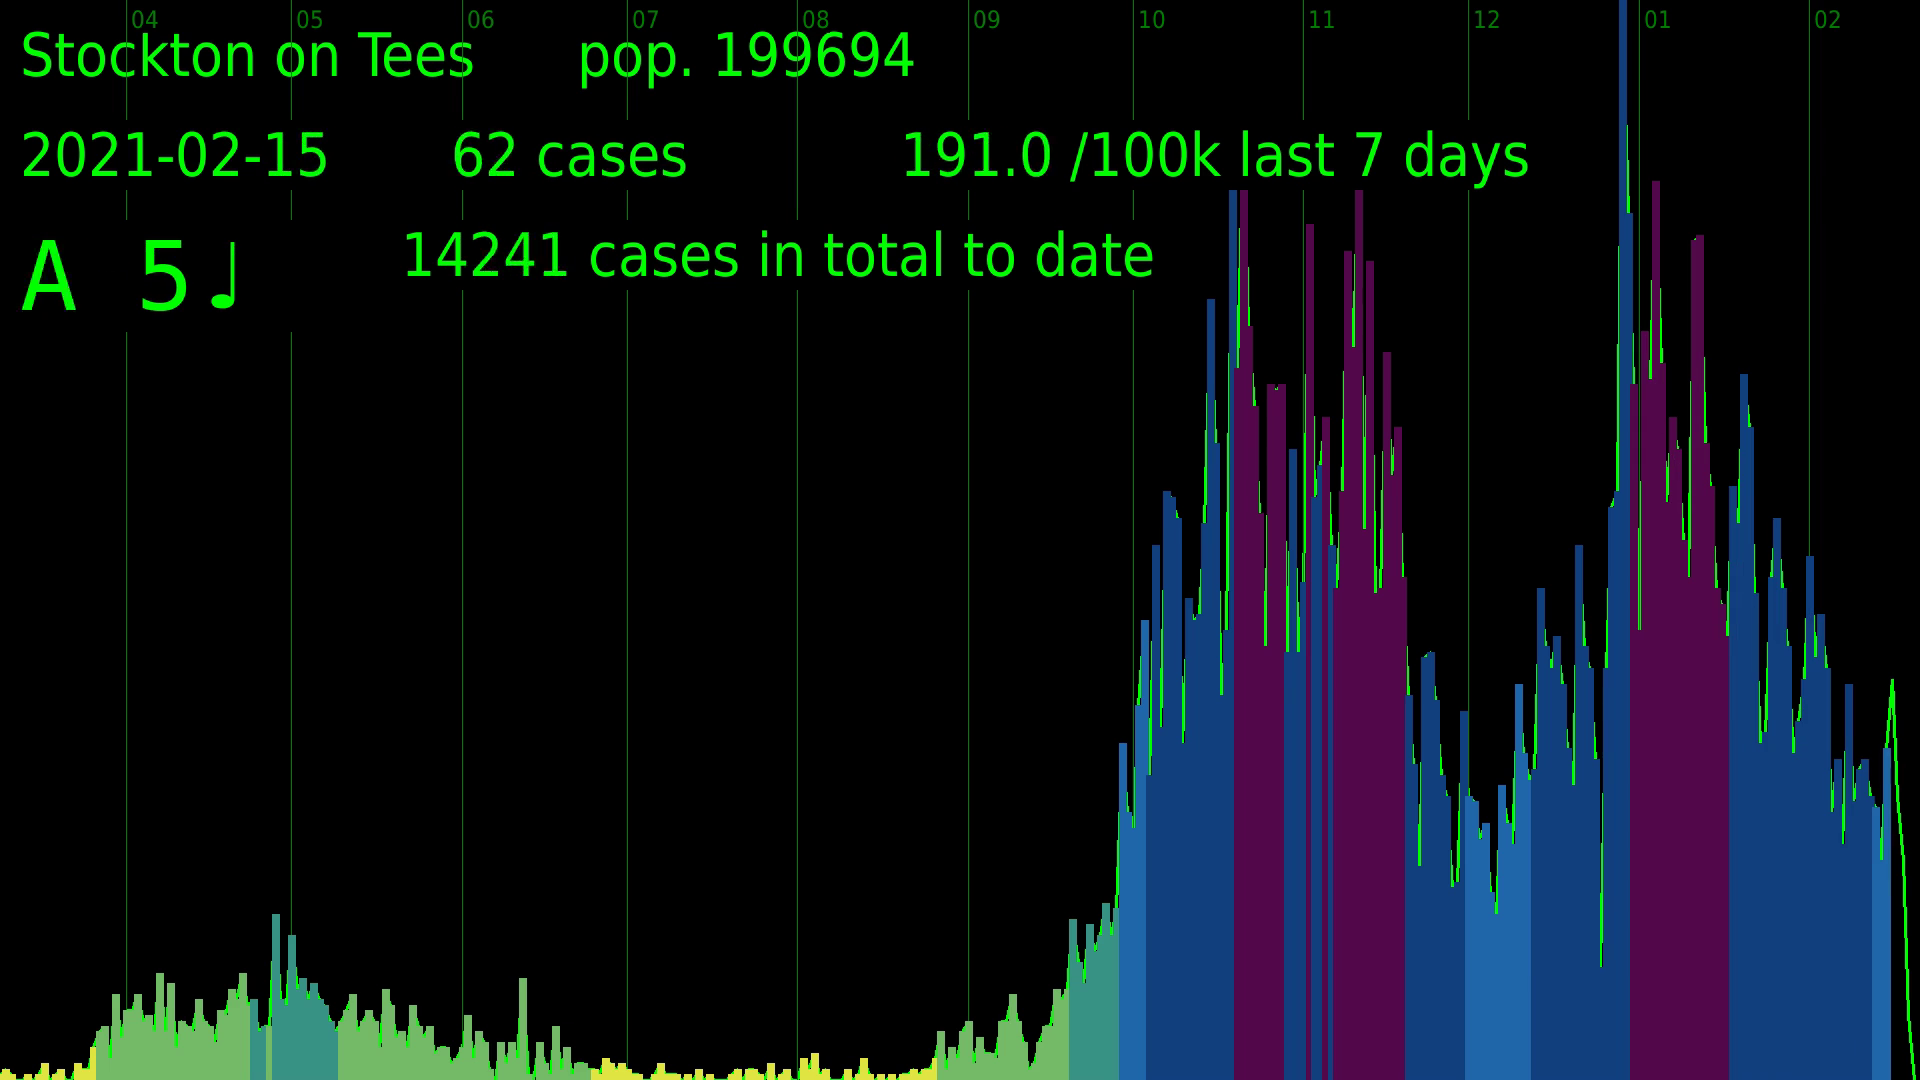 04 05 06 07 08 09 10 11 12 01 02
Stockton on Tees pop. 199694
2021-02-15 62 cases 191.0 /100k last 7 days
A 5♩ 14241 cases in total to date